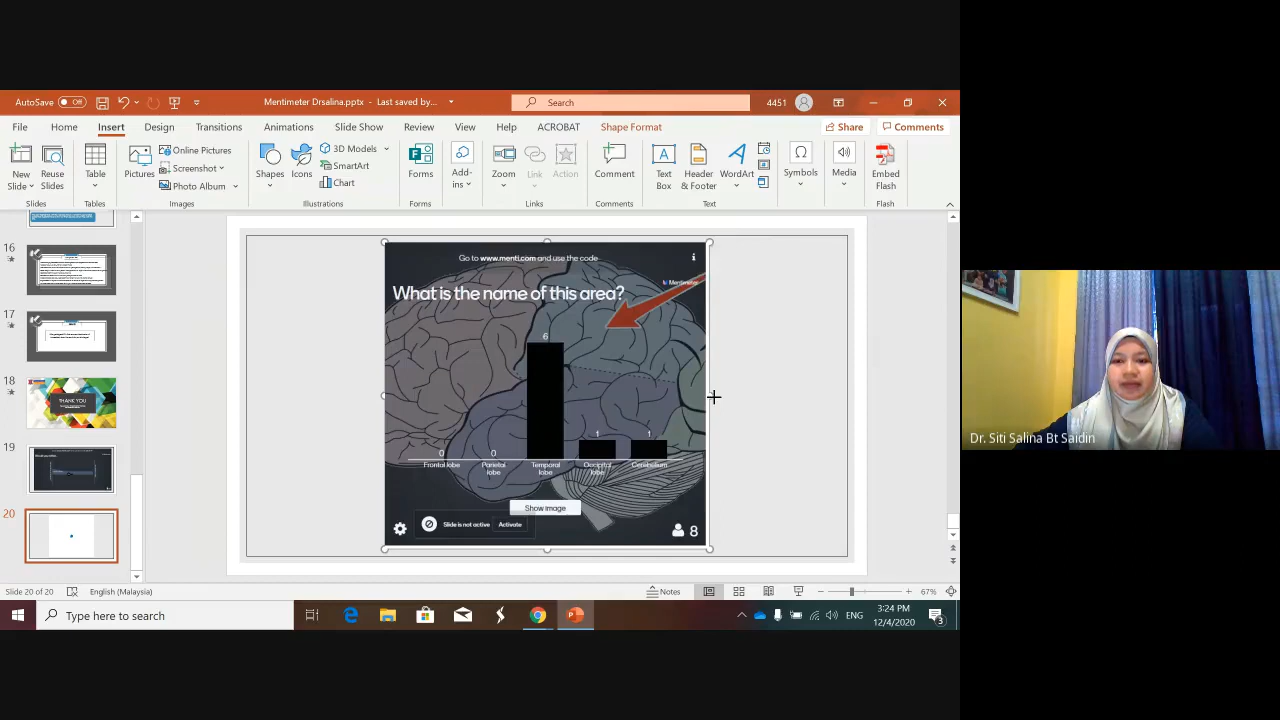 AutoSave Off Mentimeter Drsalina.pptx - Last saved by... Search 4451
File Home Insert Design Transitions Animations Slide Show Review View Help ACROBAT Shape Format Share Comments
New Slide
Reuse Slides
Table
Pictures
Online Pictures
Screenshot
Photo Album
Shapes
Icons
3D Models
SmartArt
Chart
Forms
Add-ins
Zoom
Link
Action
Comment
Text Box
Header & Footer
WordArt
Symbols
Media
Embed Flash
Slides Tables Images Illustrations Forms Links Comments Text Flash
16
17
18
THANK YOU
19
20
Go to www.menti.com and use the code
Mentimeter
What is the name of this area?
6
0 0 1 1
Frontal lobe
Parietal lobe
Temporal lobe
Occipital lobe
Cerebellum
Show image
Slide is not active Activate
8
Dr. Siti Salina Bt Saidin
Slide 20 of 20 English (Malaysia) Notes 67%
Type here to search
ENG
3:24 PM
12/4/2020
3